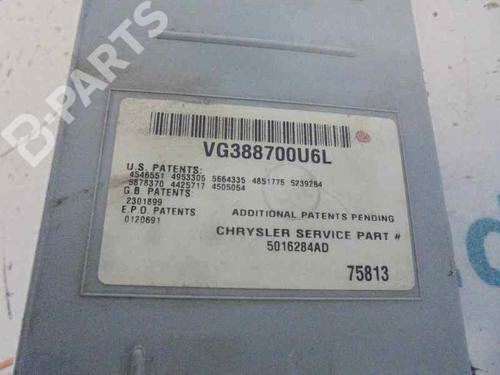 B-PARTS
VG388700U6L
U.S. PATENTS:
4546551 4953305 5664335 4851775 5239264
5878370 4425717 4505054
G.B. PATENTS:
2301899
E.P.O. PATENTS
0120691
ADDITIONAL PATENTS PENDING
CHRYSLER SERVICE PART #
5016284AD
75813